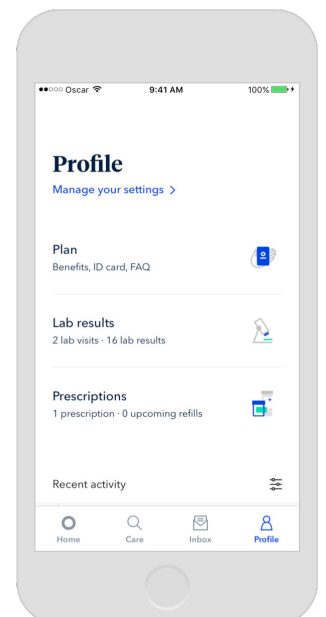 Oscar 9:41 AM 100%
Profile
Manage your settings >
Plan
Benefits, ID card, FAQ
Lab results
2 lab visits · 16 lab results
Prescriptions
1 prescription · 0 upcoming refills
Recent activity
Home Care Inbox Profile